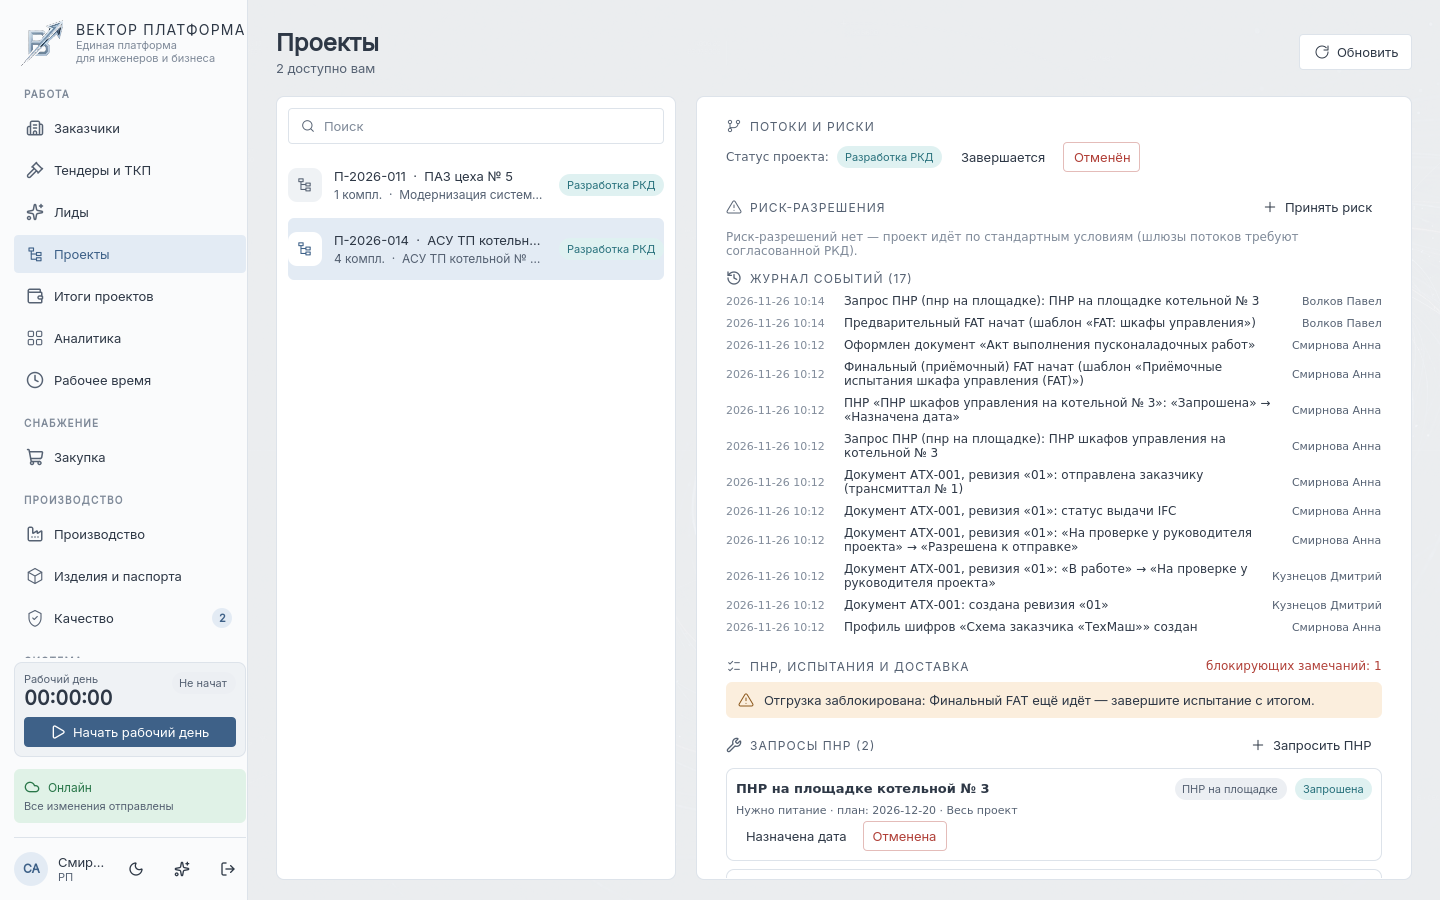 ВЕКТОР ПЛАТФОРМА
Единая платформа
для инженеров и бизнеса
РАБОТА
Заказчики
Тендеры и ТКП
Лиды
Проекты
Итоги проектов
Аналитика
Рабочее время
СНАБЖЕНИЕ
Закупка
ПРОИЗВОДСТВО
Производство
Изделия и паспорта
Качество
2
Рабочий день
Не начат
00:00:00
Начать рабочий день
Онлайн
Все изменения отправлены
СА
Смир...
РП
Проекты
2 доступно вам
Обновить
Поиск
П-2026-011 · ПАЗ цеха № 5
1 компл. · Модернизация систем...
Разработка РКД
П-2026-014 · АСУ ТП котельн...
4 компл. · АСУ ТП котельной № ...
Разработка РКД
ПОТОКИ И РИСКИ
Статус проекта: Разработка РКД Завершается Отменён
РИСК-РАЗРЕШЕНИЯ
Принять риск
Риск-разрешений нет — проект идёт по стандартным условиям (шлюзы потоков требуют
согласованной РКД).
ЖУРНАЛ СОБЫТИЙ (17)
2026-11-26 10:14 Запрос ПНР (пнр на площадке): ПНР на площадке котельной № 3 Волков Павел
2026-11-26 10:14 Предварительный FAT начат (шаблон «FAT: шкафы управления») Волков Павел
2026-11-26 10:12 Оформлен документ «Акт выполнения пусконаладочных работ» Смирнова Анна
2026-11-26 10:12 Финальный (приёмочный) FAT начат (шаблон «Приёмочные
испытания шкафа управления (FAT)») Смирнова Анна
2026-11-26 10:12 ПНР «ПНР шкафов управления на котельной № 3»: «Запрошена» →
«Назначена дата» Смирнова Анна
2026-11-26 10:12 Запрос ПНР (пнр на площадке): ПНР шкафов управления на
котельной № 3 Смирнова Анна
2026-11-26 10:12 Документ АТХ-001, ревизия «01»: отправлена заказчику
(трансмиттал № 1) Смирнова Анна
2026-11-26 10:12 Документ АТХ-001, ревизия «01»: статус выдачи IFC Смирнова Анна
2026-11-26 10:12 Документ АТХ-001, ревизия «01»: «На проверке у руководителя
проекта» → «Разрешена к отправке» Смирнова Анна
2026-11-26 10:12 Документ АТХ-001, ревизия «01»: «В работе» → «На проверке у
руководителя проекта» Кузнецов Дмитрий
2026-11-26 10:12 Документ АТХ-001: создана ревизия «01» Кузнецов Дмитрий
2026-11-26 10:12 Профиль шифров «Схема заказчика «ТехМаш»» создан Смирнова Анна
ПНР, ИСПЫТАНИЯ И ДОСТАВКА
блокирующих замечаний: 1
Отгрузка заблокирована: Финальный FAT ещё идёт — завершите испытание с итогом.
ЗАПРОСЫ ПНР (2)
Запросить ПНР
ПНР на площадке котельной № 3
ПНР на площадке Запрошена
Нужно питание · план: 2026-12-20 · Весь проект
Назначена дата Отменена